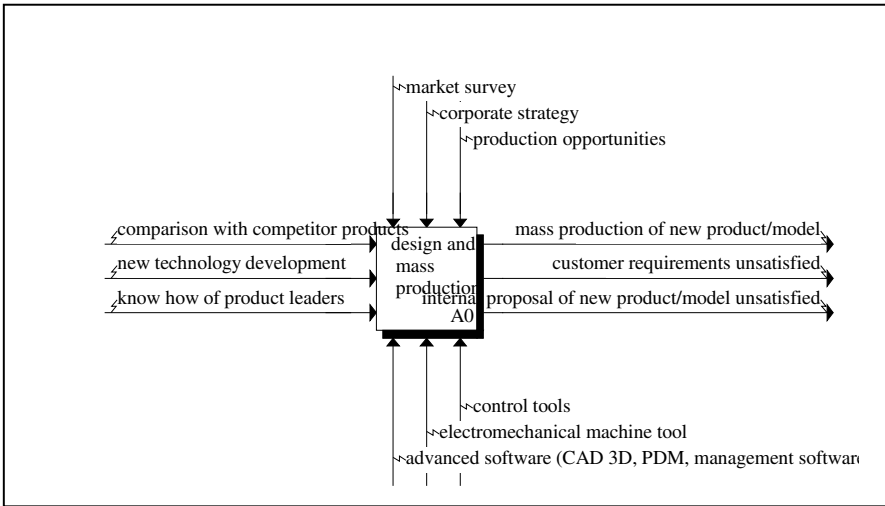 market survey
corporate strategy
production opportunities
comparison with competitor products
new technology development
know how of product leaders
design and
mass
production
A0
mass production of new product/model
customer requirements unsatisfied
internal proposal of new product/model unsatisfied
control tools
electromechanical machine tool
advanced software (CAD 3D, PDM, management software